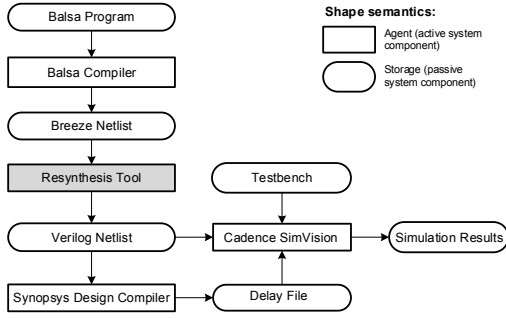 Balsa Program
Balsa Compiler
Breeze Netlist
Resynthesis Tool
Verilog Netlist
Synopsys Design Compiler
Testbench
Cadence SimVision
Delay File
Simulation Results
Shape semantics:
Agent (active system
component)
Storage (passive
system component)